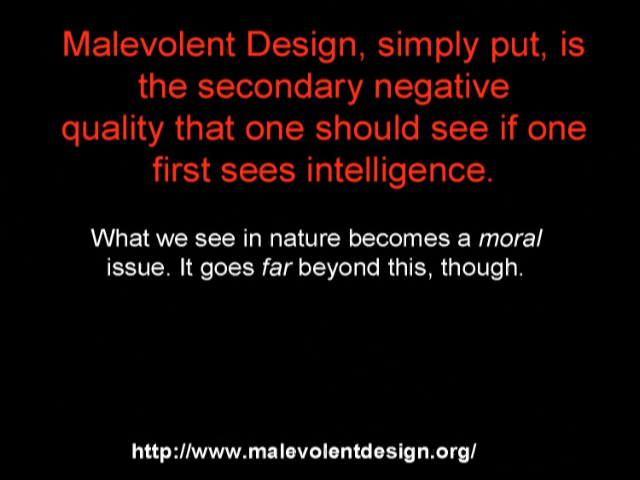 Malevolent Design, simply put, is
the secondary negative
quality that one should see if one
first sees intelligence.
What we see in nature becomes a moral
issue. It goes far beyond this, though.
http://www.malevolentdesign.org/